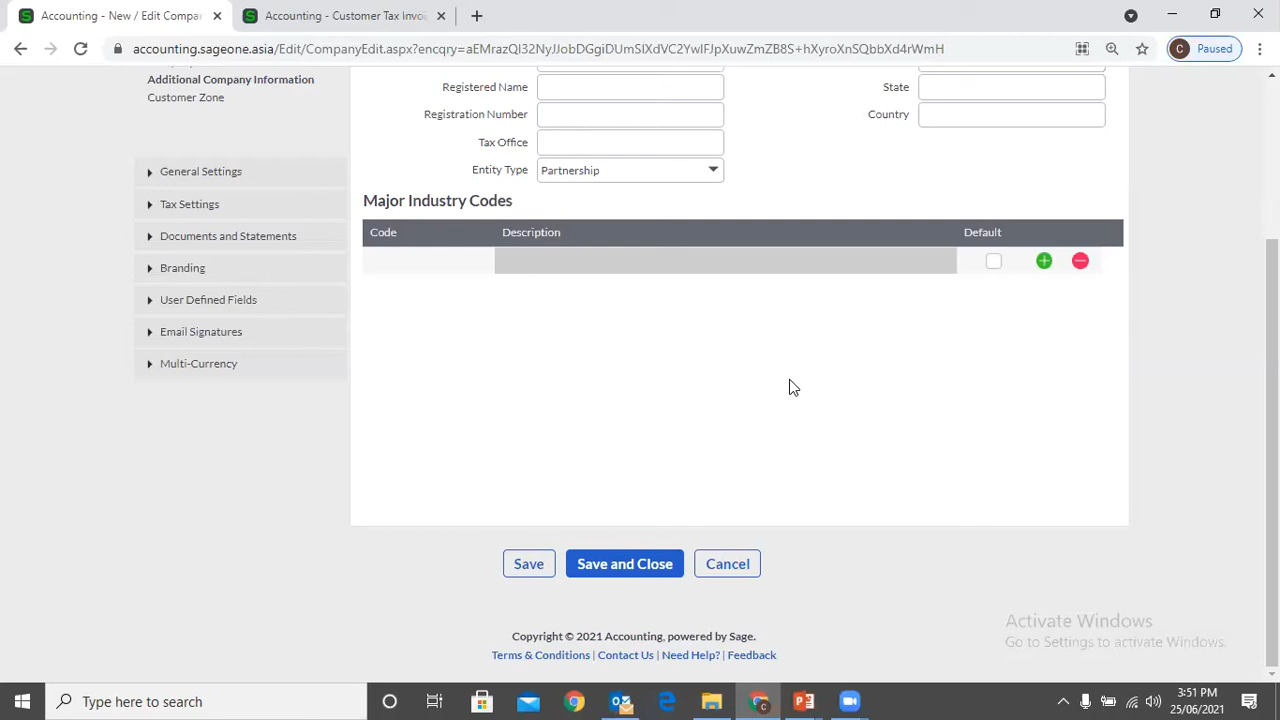 Accounting - New / Edit Compa
Accounting - Customer Tax Invoi
accounting.sageone.asia/Edit/CompanyEdit.aspx?encqry=aEMrazQI32NyJJobDGgiDUmSIXdVC2YwIFJpXuwZmZB8S+hXyroXnSQbbXd4rWmH
C
Paused
Additional Company Information
Customer Zone
General Settings
Tax Settings
Documents and Statements
Branding
User Defined Fields
Email Signatures
Multi-Currency
Registered Name
State
Registration Number
Country
Tax Office
Entity Type
Partnership
Major Industry Codes
Code
Description
Default
Save
Save and Close
Cancel
Activate Windows
Go to Settings to activate Windows.
Copyright © 2021 Accounting, powered by Sage.
Terms & Conditions | Contact Us | Need Help? | Feedback
Type here to search
3:51 PM
25/06/2021